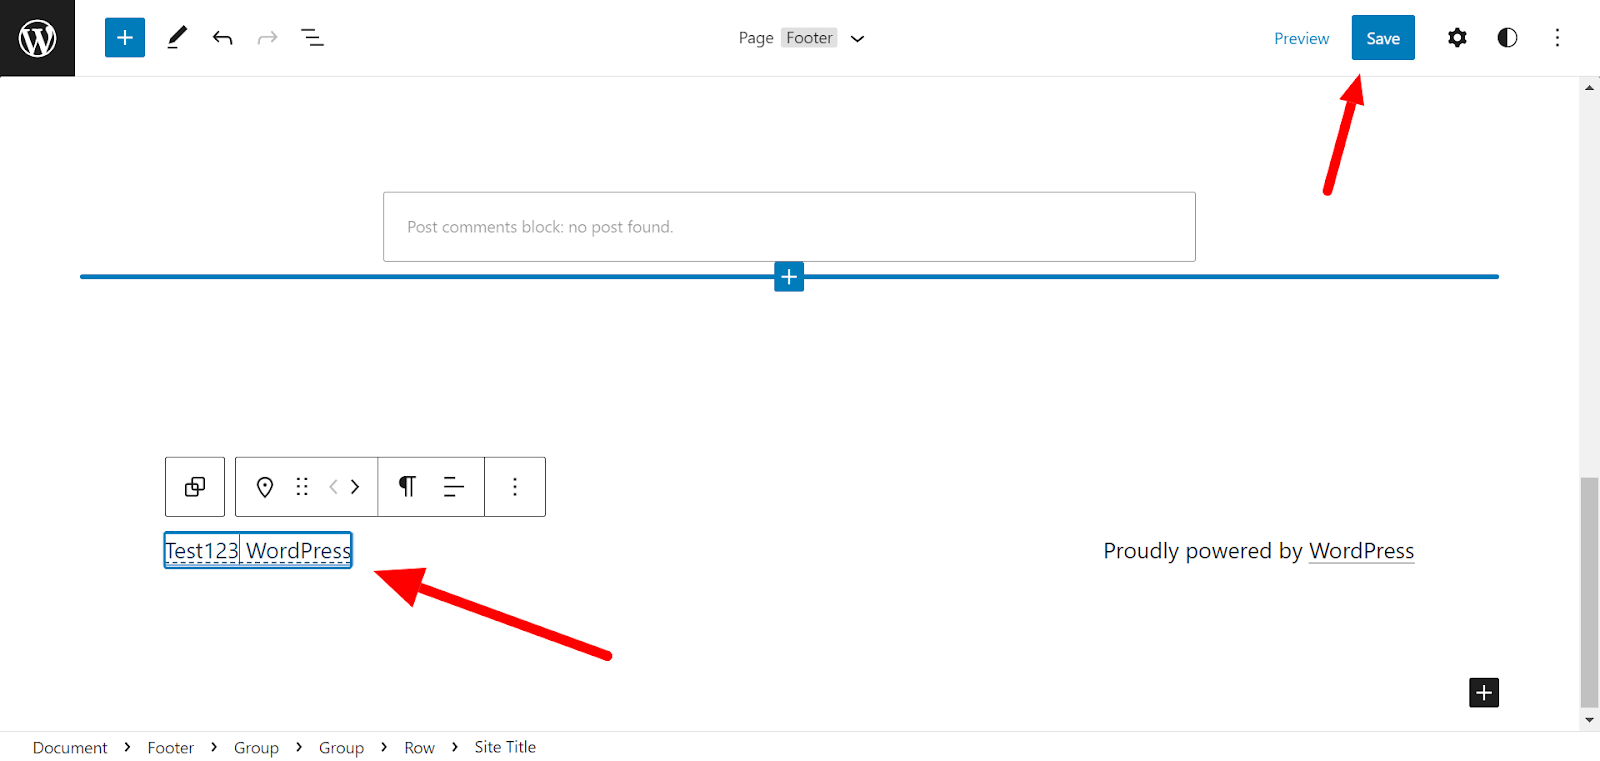 Page Footer
Preview
Save
Post comments block: no post found.
Test123 WordPress
Proudly powered by WordPress
Document > Footer > Group > Group > Row > Site Title